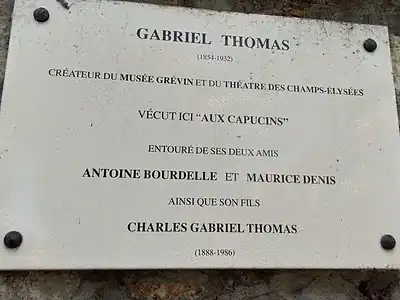 GABRIEL THOMAS
(1854-1932)
CRÉATEUR DU MUSÉE GRÉVIN ET DU THÉATRE DES CHAMPS-ÉLYSÉES
VÉCUT ICI "AUX CAPUCINS"
ENTOURÉ DE SES DEUX AMIS
ANTOINE BOURDELLE ET MAURICE DENIS
AINSI QUE SON FILS
CHARLES GABRIEL THOMAS
(1888-1986)